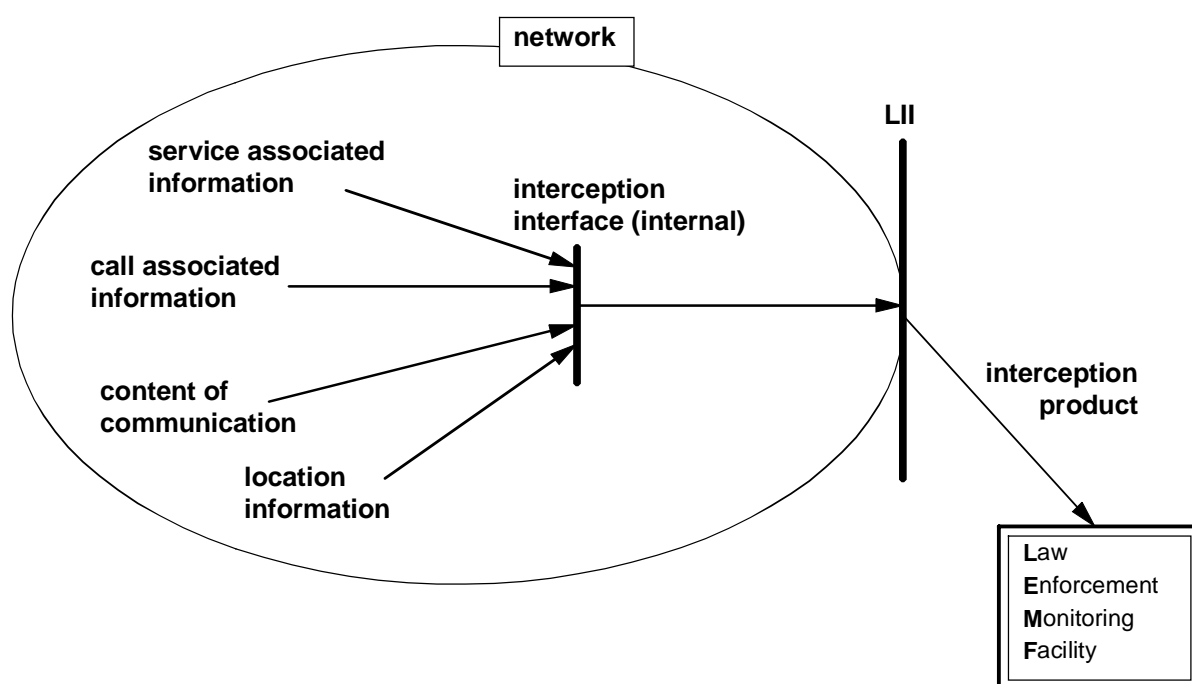 network
LII
service associated
information
interception
interface (internal)
call associated
information
content of
communication
location
information
interception
product
Law
Enforcement
Monitoring
Facility